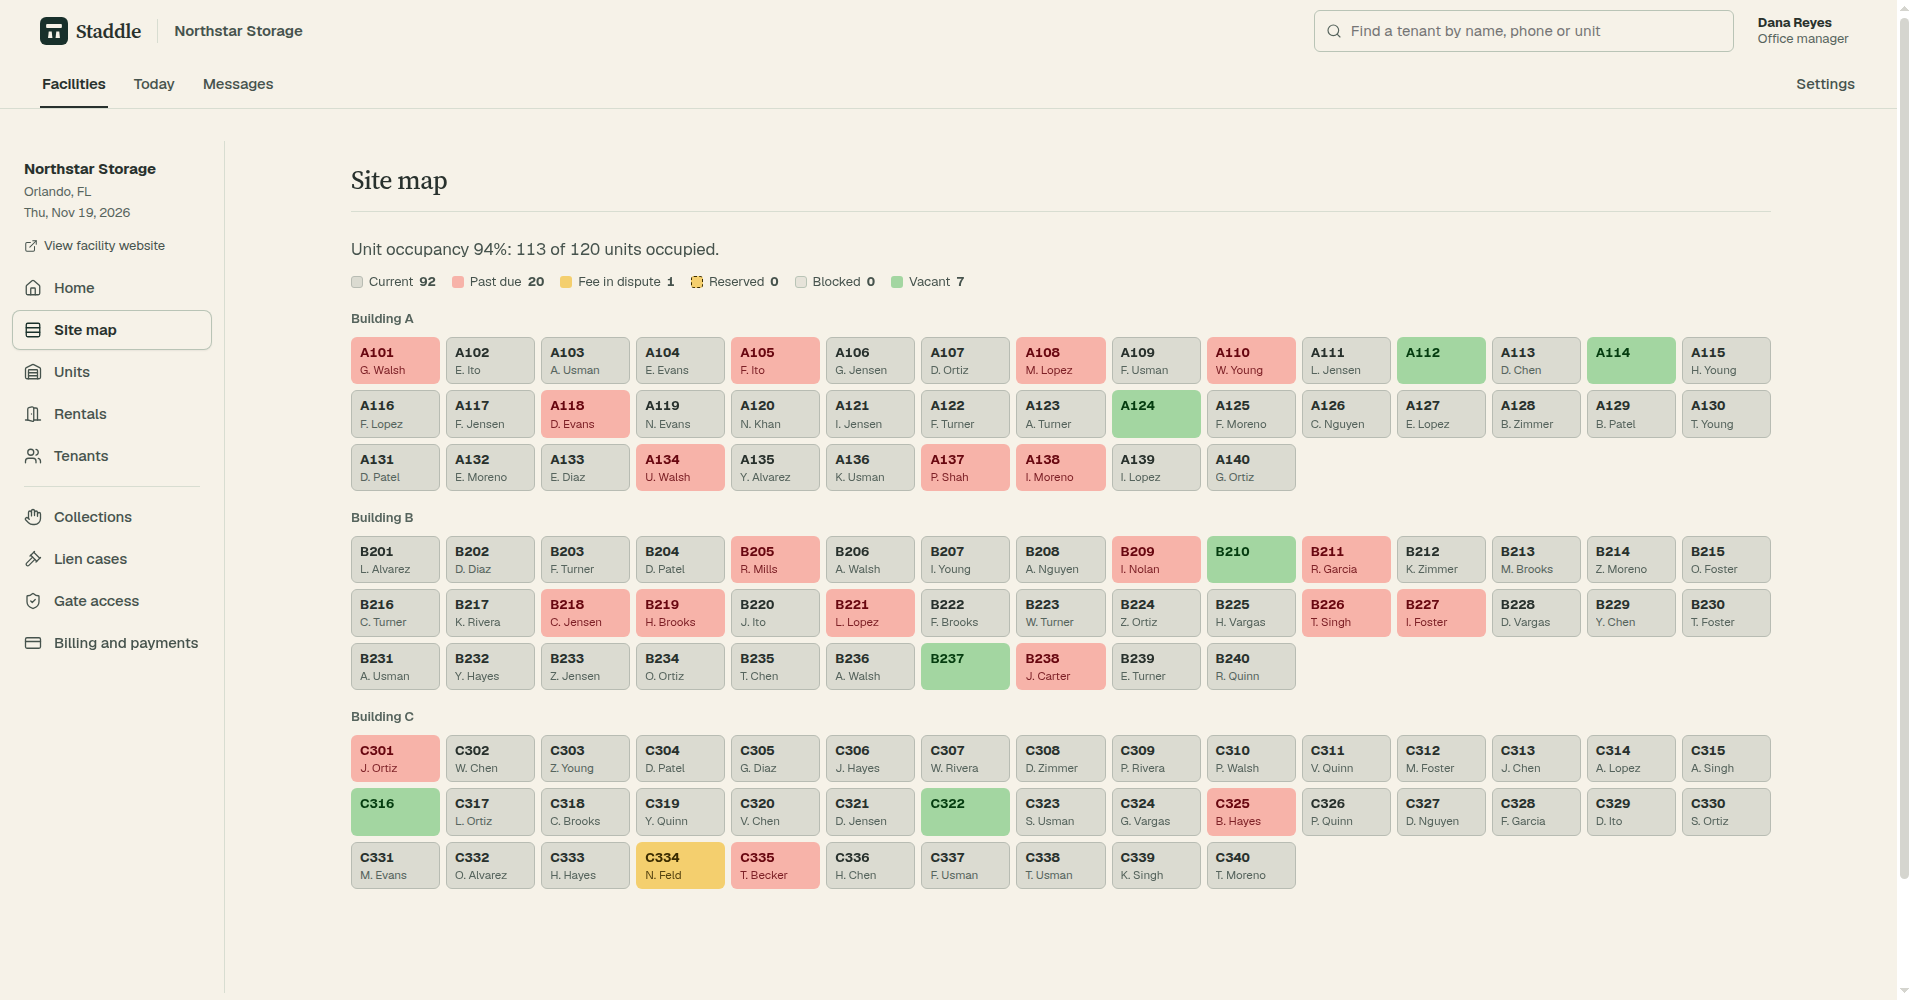 Staddle
Northstar Storage
Find a tenant by name, phone or unit
Dana Reyes
Office manager
Facilities Today Messages Settings
Northstar Storage
Orlando, FL
Thu, Nov 19, 2026
View facility website
Home
Site map
Units
Rentals
Tenants
Collections
Lien cases
Gate access
Billing and payments
Site map
Unit occupancy 94%: 113 of 120 units occupied.
Current 92 Past due 20 Fee in dispute 1 Reserved 0 Blocked 0 Vacant 7
Building A
A101 A102 A103 A104 A105 A106 A107 A108 A109 A110 A111 A112 A113 A114 A115
G. Walsh E. Ito A. Usman E. Evans F. Ito G. Jensen D. Ortiz M. Lopez F. Usman W. Young L. Jensen D. Chen H. Young
A116 A117 A118 A119 A120 A121 A122 A123 A124 A125 A126 A127 A128 A129 A130
F. Lopez F. Jensen D. Evans N. Evans N. Khan I. Jensen F. Turner A. Turner F. Moreno C. Nguyen E. Lopez B. Zimmer B. Patel T. Young
A131 A132 A133 A134 A135 A136 A137 A138 A139 A140
D. Patel E. Moreno E. Diaz U. Walsh Y. Alvarez K. Usman P. Shah I. Moreno I. Lopez G. Ortiz
Building B
B201 B202 B203 B204 B205 B206 B207 B208 B209 B210 B211 B212 B213 B214 B215
L. Alvarez D. Diaz F. Turner D. Patel R. Mills A. Walsh I. Young A. Nguyen I. Nolan R. Garcia K. Zimmer M. Brooks Z. Moreno O. Foster
B216 B217 B218 B219 B220 B221 B222 B223 B224 B225 B226 B227 B228 B229 B230
C. Turner K. Rivera C. Jensen H. Brooks J. Ito L. Lopez F. Brooks W. Turner Z. Ortiz H. Vargas T. Singh I. Foster D. Vargas Y. Chen T. Foster
B231 B232 B233 B234 B235 B236 B237 B238 B239 B240
A. Usman Y. Hayes Z. Jensen O. Ortiz T. Chen A. Walsh J. Carter E. Turner R. Quinn
Building C
C301 C302 C303 C304 C305 C306 C307 C308 C309 C310 C311 C312 C313 C314 C315
J. Ortiz W. Chen Z. Young D. Patel G. Diaz J. Hayes W. Rivera D. Zimmer P. Rivera P. Walsh V. Quinn M. Foster J. Chen A. Lopez A. Singh
C316 C317 C318 C319 C320 C321 C322 C323 C324 C325 C326 C327 C328 C329 C330
L. Ortiz C. Brooks Y. Quinn V. Chen D. Jensen S. Usman G. Vargas B. Hayes P. Quinn D. Nguyen F. Garcia D. Ito S. Ortiz
C331 C332 C333 C334 C335 C336 C337 C338 C339 C340
M. Evans O. Alvarez H. Hayes N. Feld T. Becker H. Chen F. Usman T. Usman K. Singh T. Moreno